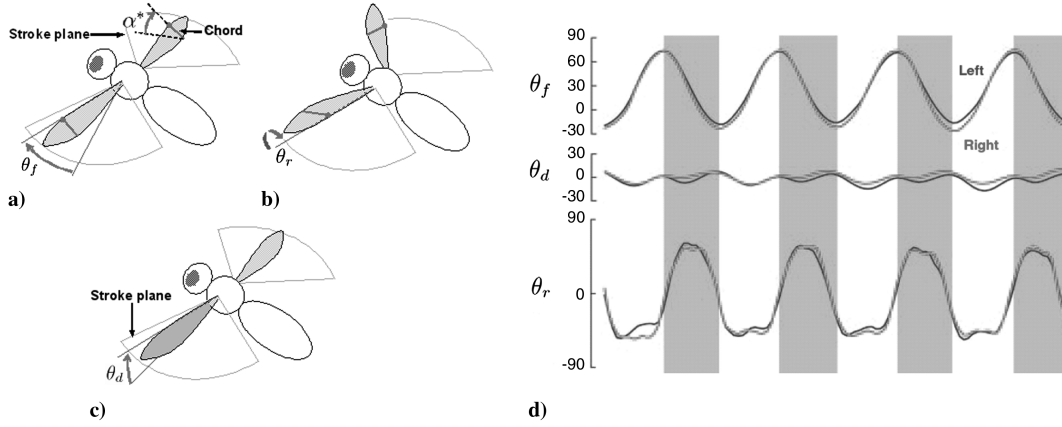 α*
Stroke plane
Chord
θf
a)
θr
b)
Stroke plane
θd
c)
90
60
30
0
-30
θf
Left
Right
30
0
-30
θd
90
0
-90
θr
d)